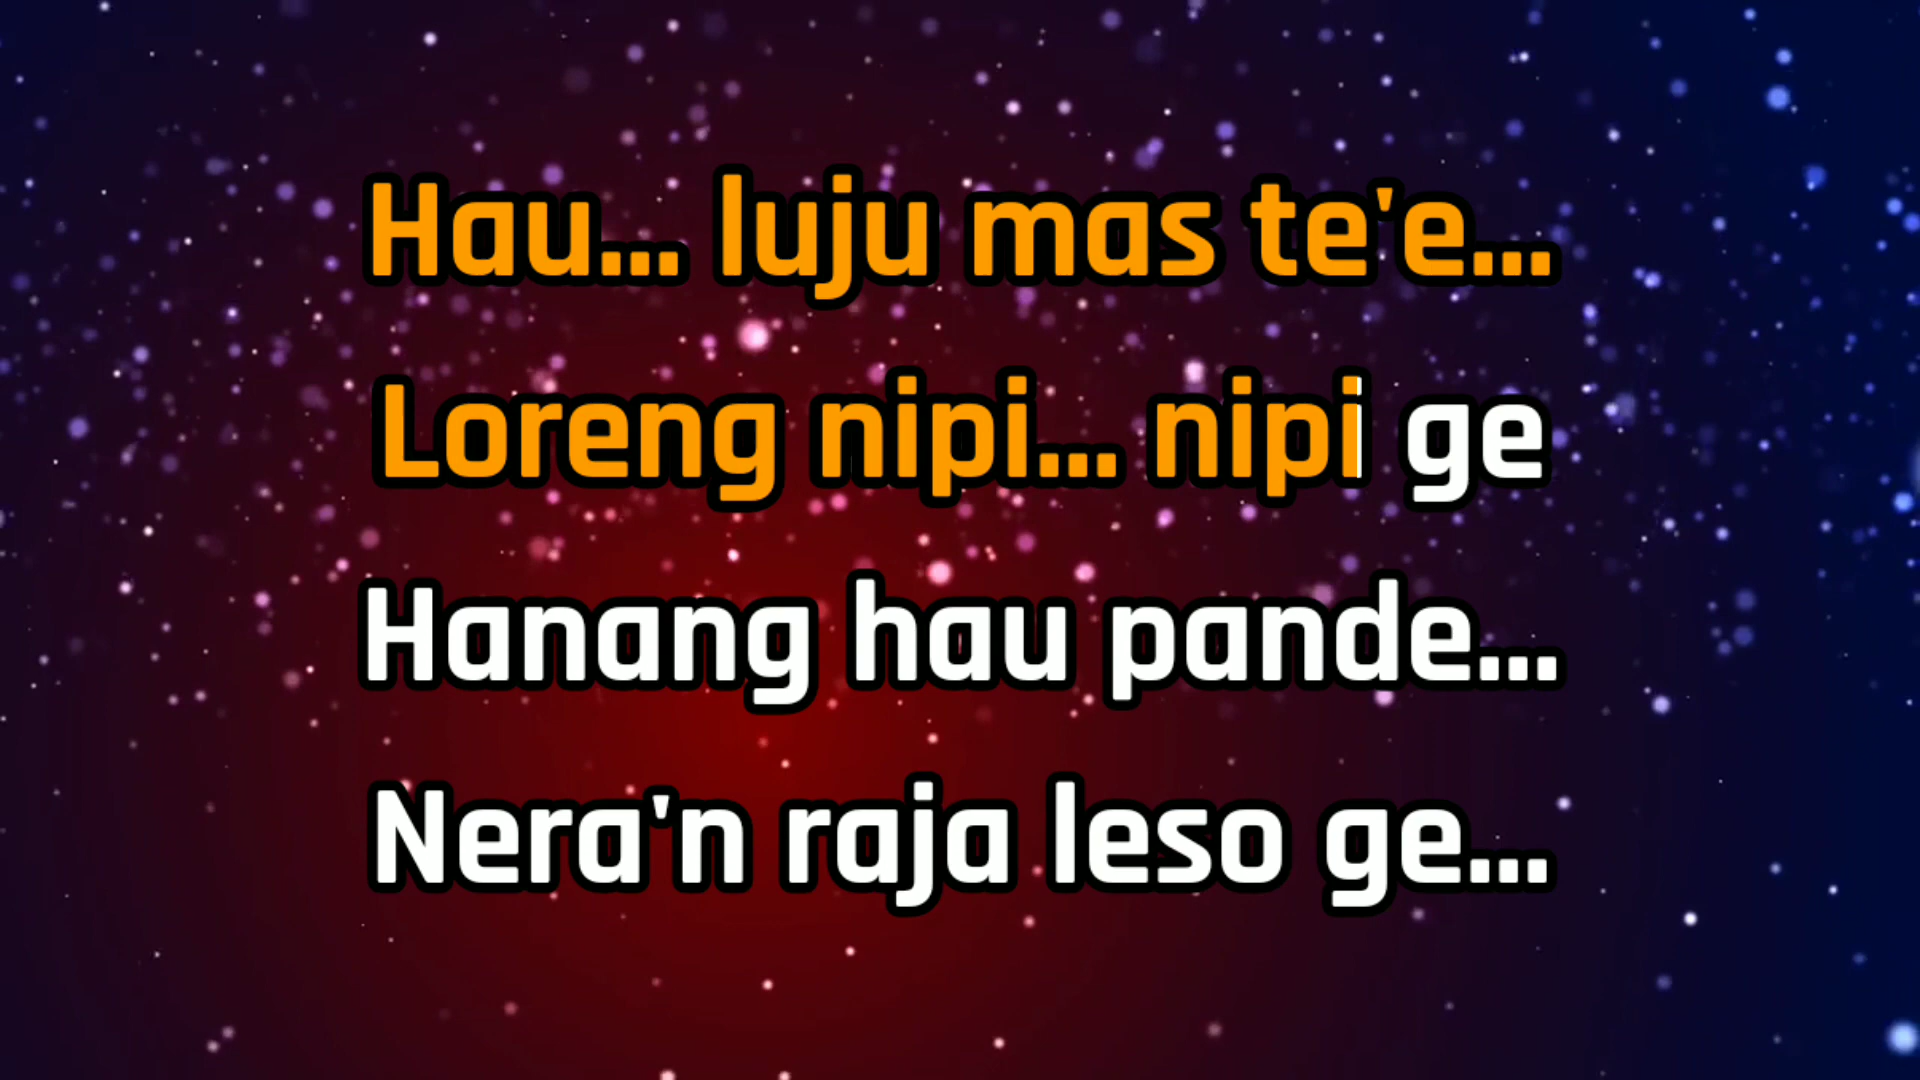 Hau... luju mas te'e...
Loreng nipi... nipi ge
Hanang hau pande...
Nera'n raja leso ge...